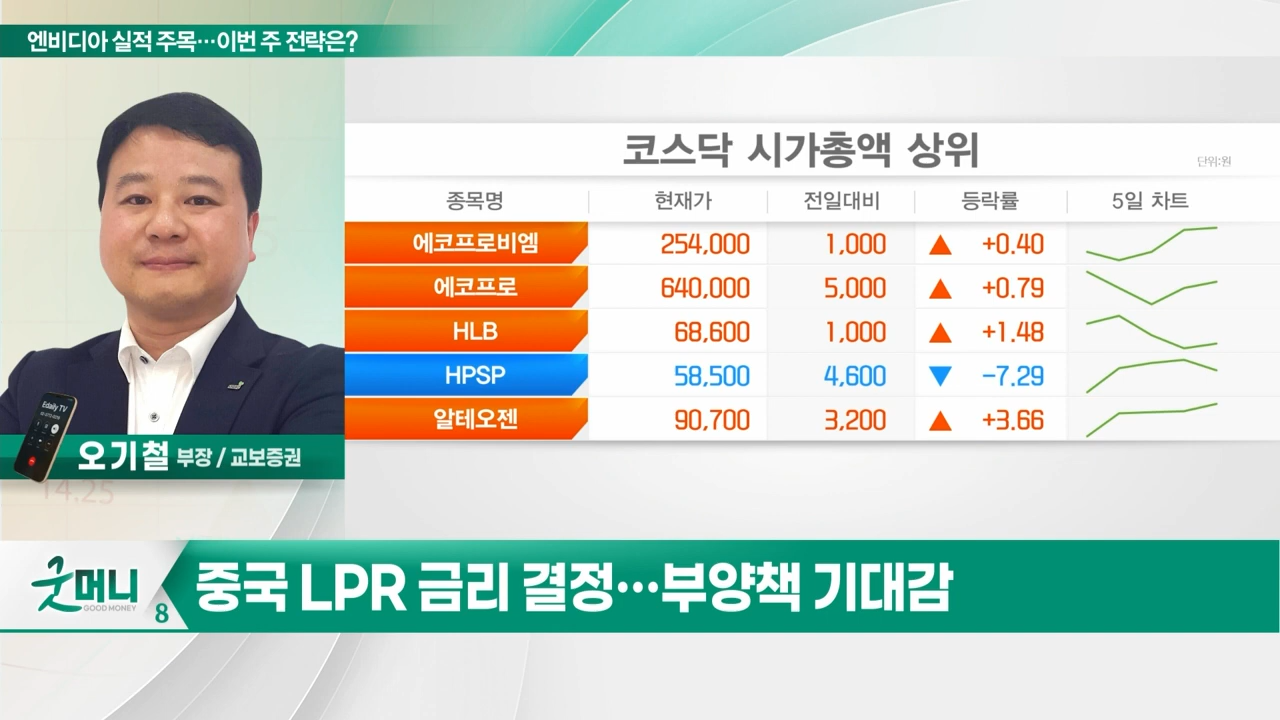 엔비디아 실적 주목…이번 주 전략은?
코스닥 시가총액 상위
단위:원
종목명 현재가 전일대비 등락률 5일 차트
에코프로비엠 254,000 1,000 ▲ +0.40
에코프로 640,000 5,000 ▲ +0.79
HLB 68,600 1,000 ▲ +1.48
HPSP 58,500 4,600 ▼ -7.29
알테오젠 90,700 3,200 ▲ +3.66
Edaily TV
오기철 부장 / 교보증권
14.25
굿머니
GOOD MONEY
8
중국 LPR 금리 결정…부양책 기대감